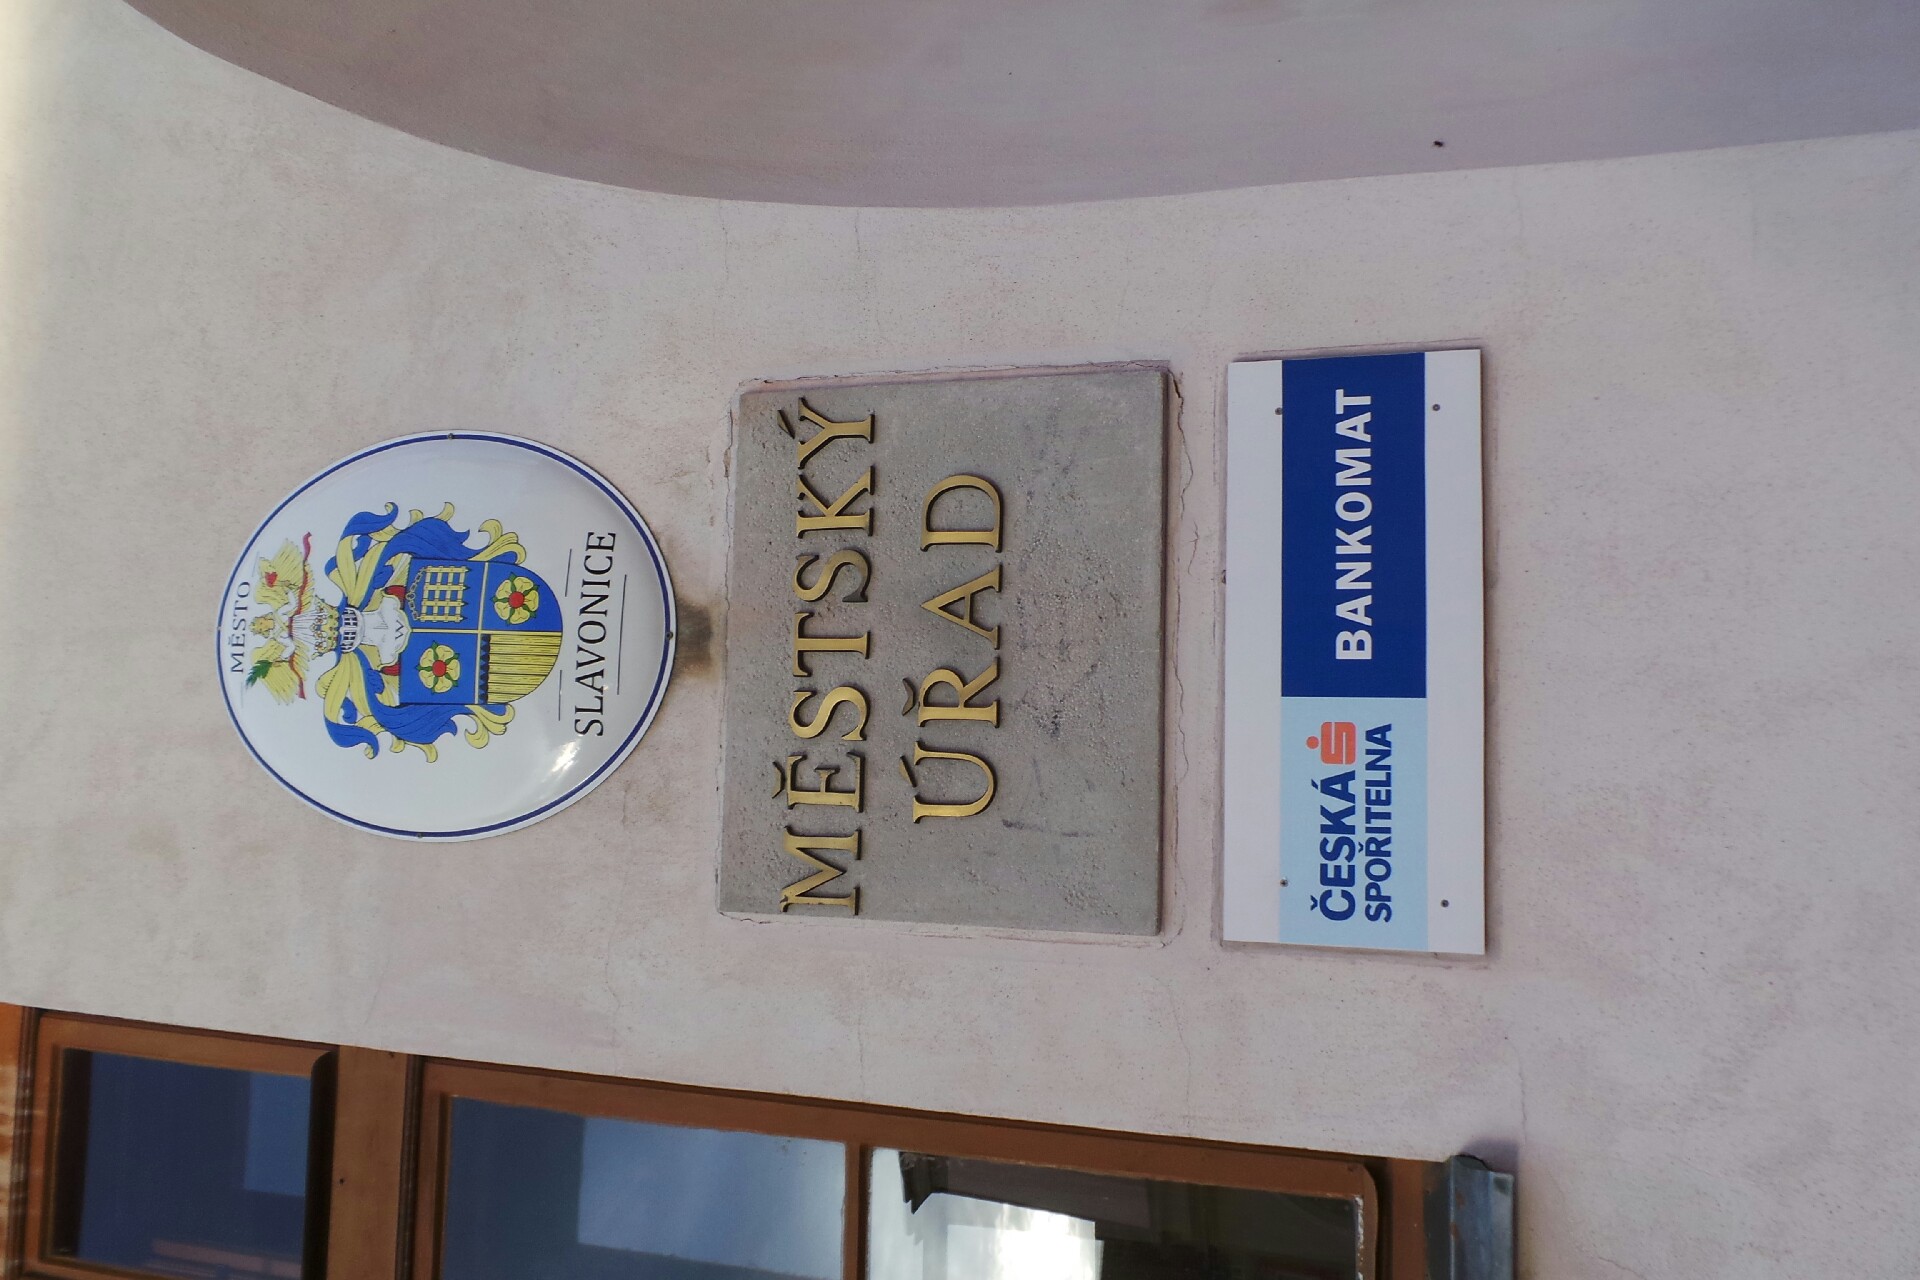 MĚSTO
SLAVONICE
MĚSTSKÝ
ÚŘAD
ČESKÁ
SPOŘITELNA
BANKOMAT